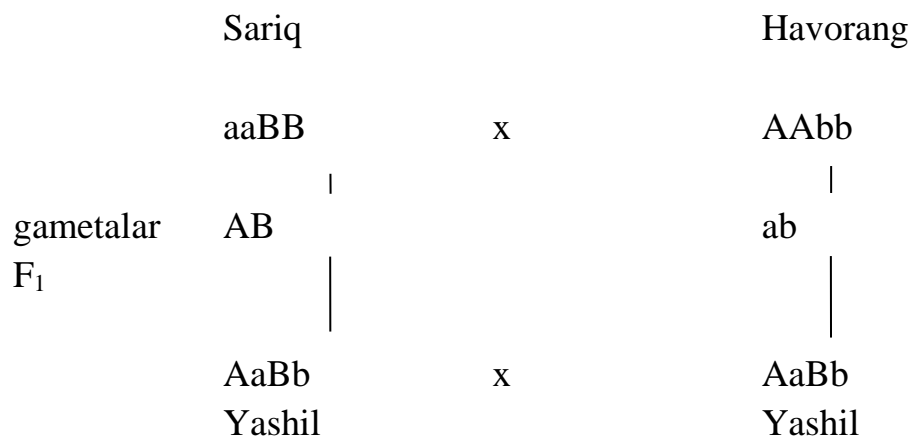 Sariq Havorang
aaBB x AAbb
gametalar AB ab
F₁
AaBb x AaBb
Yashil Yashil